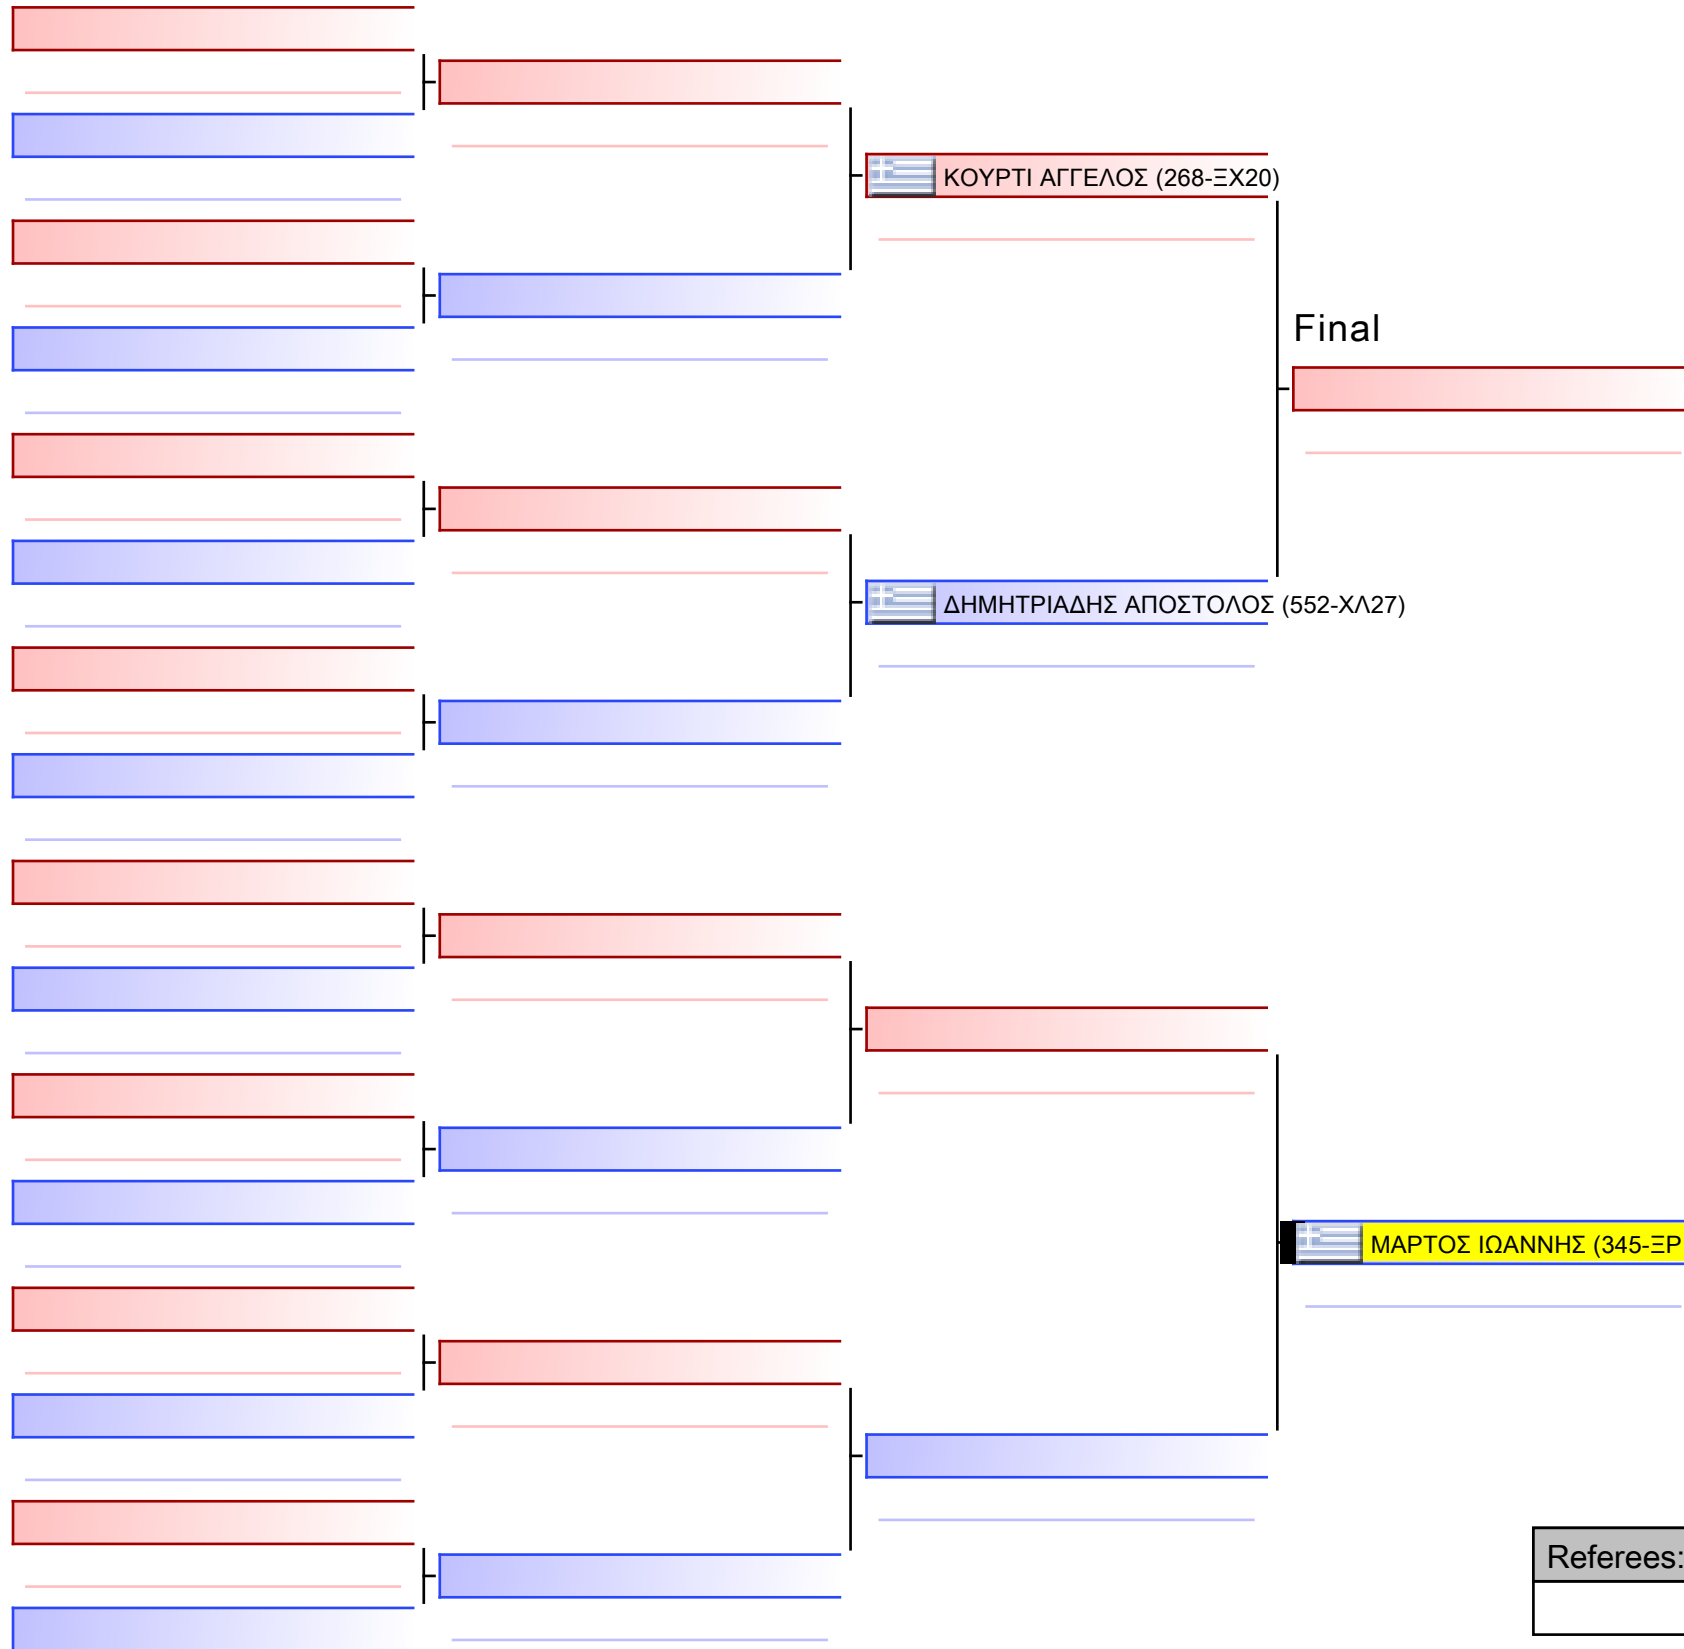 ΚΟΥΡΤΙ ΑΓΓΕΛΟΣ (268-ΞΧ20)
Final
ΔΗΜΗΤΡΙΑΔΗΣ ΑΠΟΣΤΟΛΟΣ (552-ΧΛ27)
ΜΑΡΤΟΣ ΙΩΑΝΝΗΣ (345-ΞΡ
Referees: